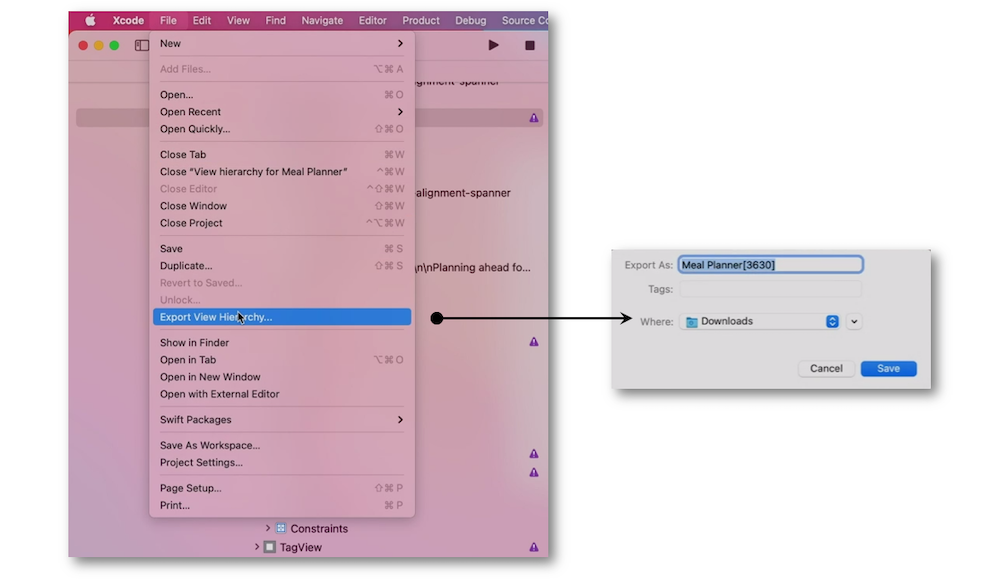 Xcode File Edit View Find Navigate Editor Product Debug Source Co
New
Add Files... ⌥⌘A
Open... ⌘O
Open Recent
Open Quickly... ⇧⌘O
Close Tab ⌘W
Close “View hierarchy for Meal Planner” ^⌘W
Close Editor ^⇧⌘W
alignment-spanner
Close Window ⇧⌘W
Close Project ^⌥⌘W
Save ⌘S
Duplicate... ⇧⌘S
\n\nPlanning ahead fo...
Revert to Saved...
Unlock...
Export View Hierarchy...
Show in Finder
Open in Tab ⌥⌘O
Open in New Window
Open with External Editor
Swift Packages
Save As Workspace...
Project Settings...
Page Setup... ⇧⌘P
Print... ⌘P
Constraints
TagView
Export As: Meal Planner[3630]
Tags:
Where: Downloads
Cancel Save